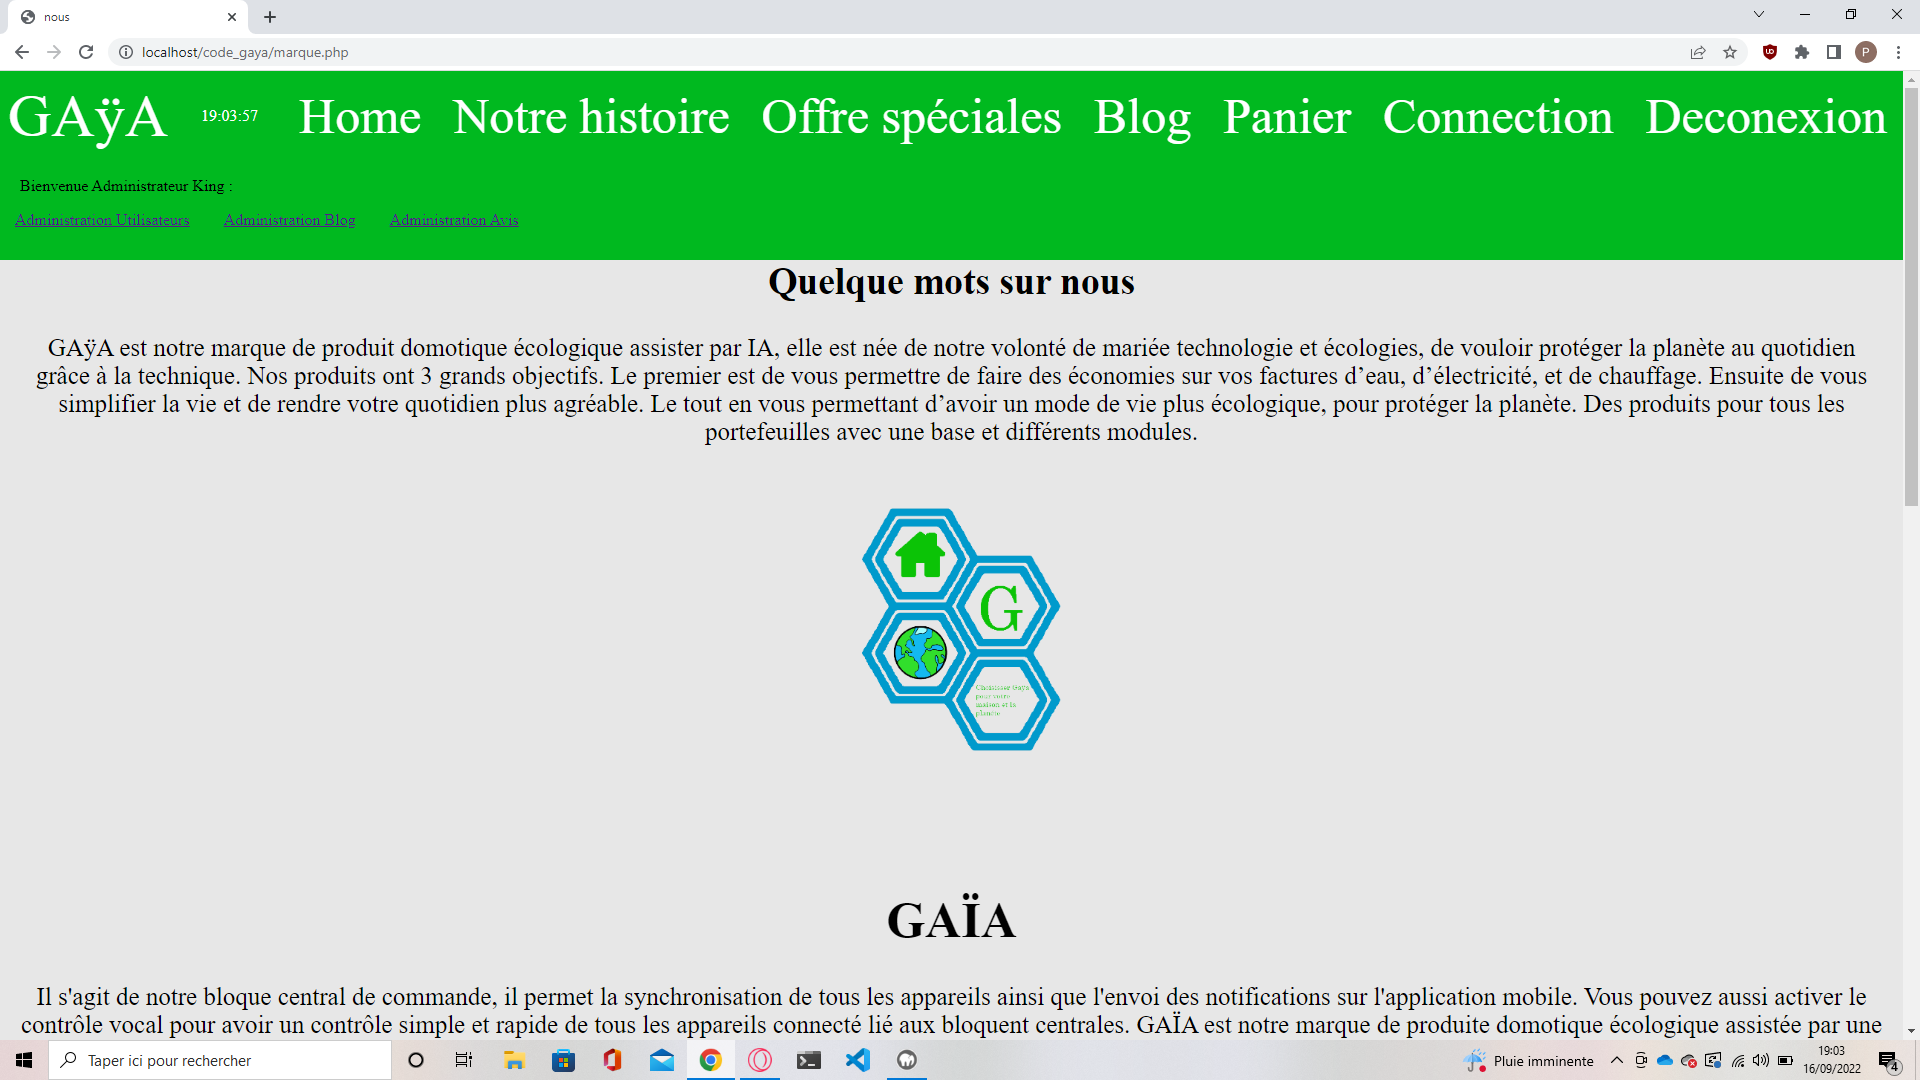 nous
localhost/code_gaya/marque.php
P
GAÿA 19:03:57 Home Notre histoire Offre spéciales Blog Panier Connection Deconexion
Bienvenue Administrateur King :
Administration Utilisateurs Administration Blog Administration Avis
Quelque mots sur nous
GAÿA est notre marque de produit domotique écologique assister par IA, elle est née de notre volonté de mariée technologie et écologies, de vouloir protéger la planète au quotidien
grâce à la technique. Nos produits ont 3 grands objectifs. Le premier est de vous permettre de faire des économies sur vos factures d’eau, d’électricité, et de chauffage. Ensuite de vous
simplifier la vie et de rendre votre quotidien plus agréable. Le tout en vous permettant d’avoir un mode de vie plus écologique, pour protéger la planète. Des produits pour tous les
portefeuilles avec une base et différents modules.
G
Choisisser Gaya
pour votre
maison et la
planète
GAÏA
Il s'agit de notre bloque central de commande, il permet la synchronisation de tous les appareils ainsi que l'envoi des notifications sur l'application mobile. Vous pouvez aussi activer le
contrôle vocal pour avoir un contrôle simple et rapide de tous les appareils connecté lié aux bloquent centrales. GAÏA est notre marque de produite domotique écologique assistée par une
Taper ici pour rechercher
Pluie imminente
19:03
16/09/2022
4